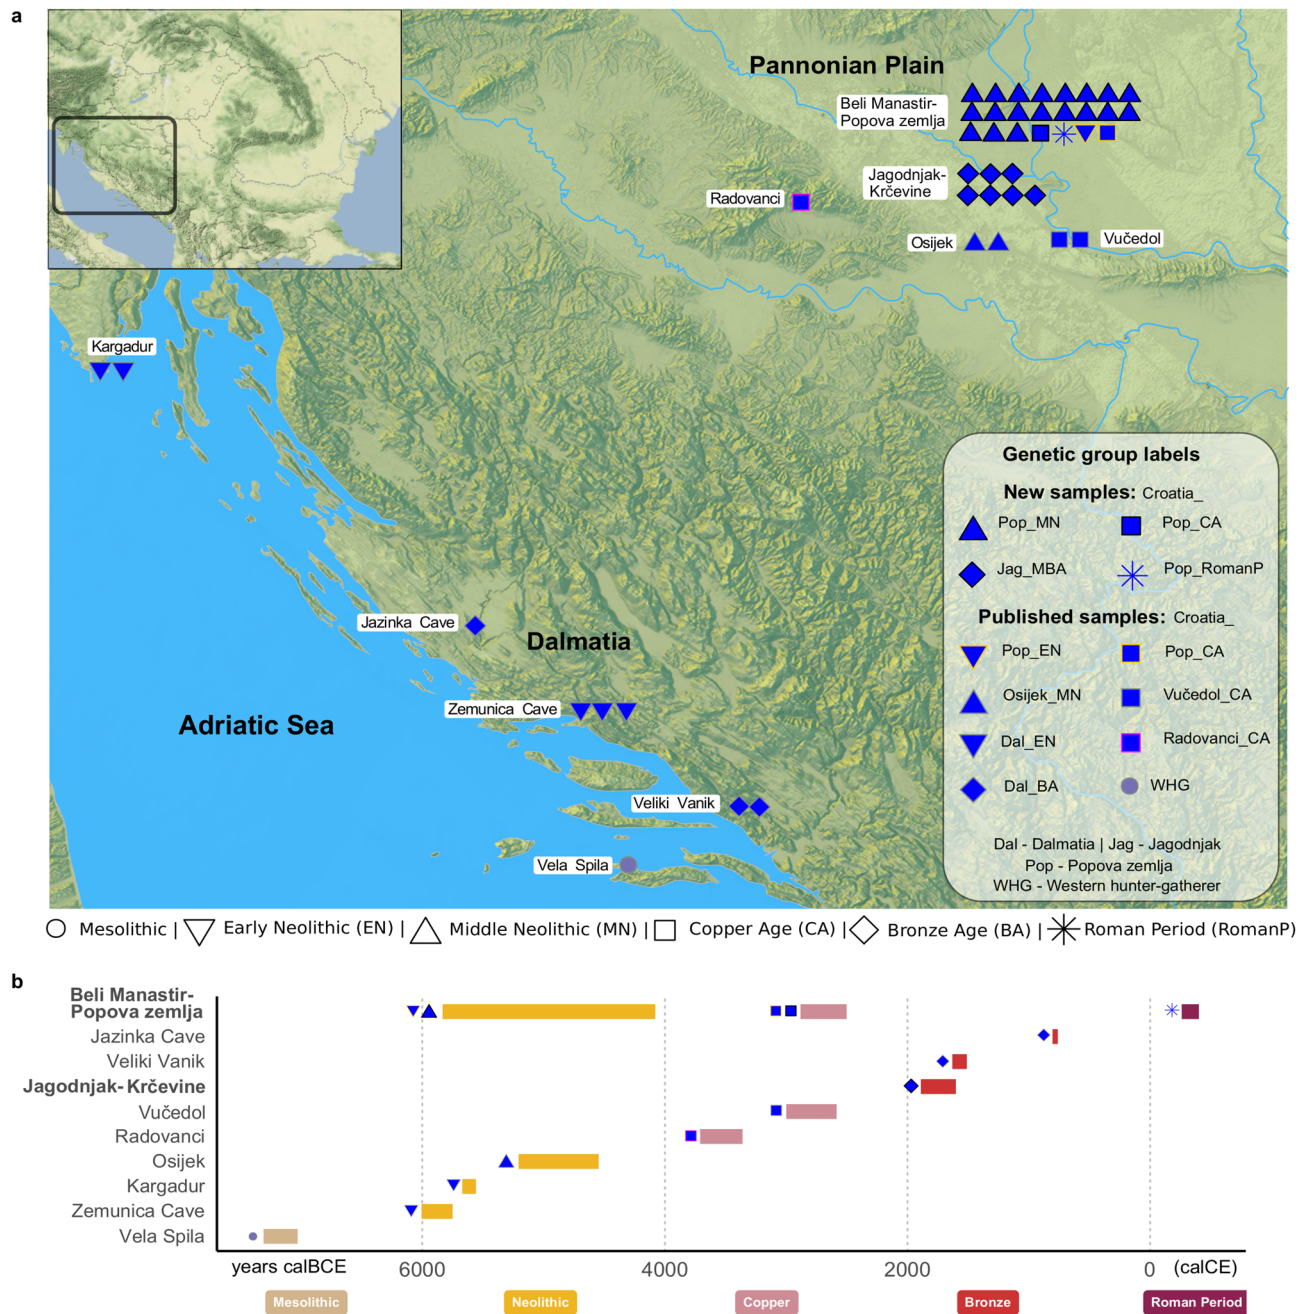 a
Pannonian Plain
Beli Manastir-
Popova zemlja
Jagodnjak-
Krčevine
Radovanci
Osijek
Vučedol
Kargadur
Jazinka Cave
Dalmatia
Zemunica Cave
Adriatic Sea
Veliki Vanik
Vela Spila
Genetic group labels
New samples: Croatia_
Pop_MN
Pop_CA
Jag_MBA
Pop_RomanP
Published samples: Croatia_
Pop_EN
Pop_CA
Osijek_MN
Vučedol_CA
Dal_EN
Radovanci_CA
Dal_BA
WHG
Dal - Dalmatia | Jag - Jagodnjak
Pop - Popova zemlja
WHG - Western hunter-gatherer
Mesolithic | Early Neolithic (EN) | Middle Neolithic (MN) | Copper Age (CA) | Bronze Age (BA) | Roman Period (RomanP)
b
Beli Manastir-
Popova zemlja
Jazinka Cave
Veliki Vanik
Jagodnjak-Krčevine
Vučedol
Radovanci
Osijek
Kargadur
Zemunica Cave
Vela Spila
years calBCE 6000 4000 2000 0 (calCE)
Mesolithic Neolithic Copper Bronze Roman Period